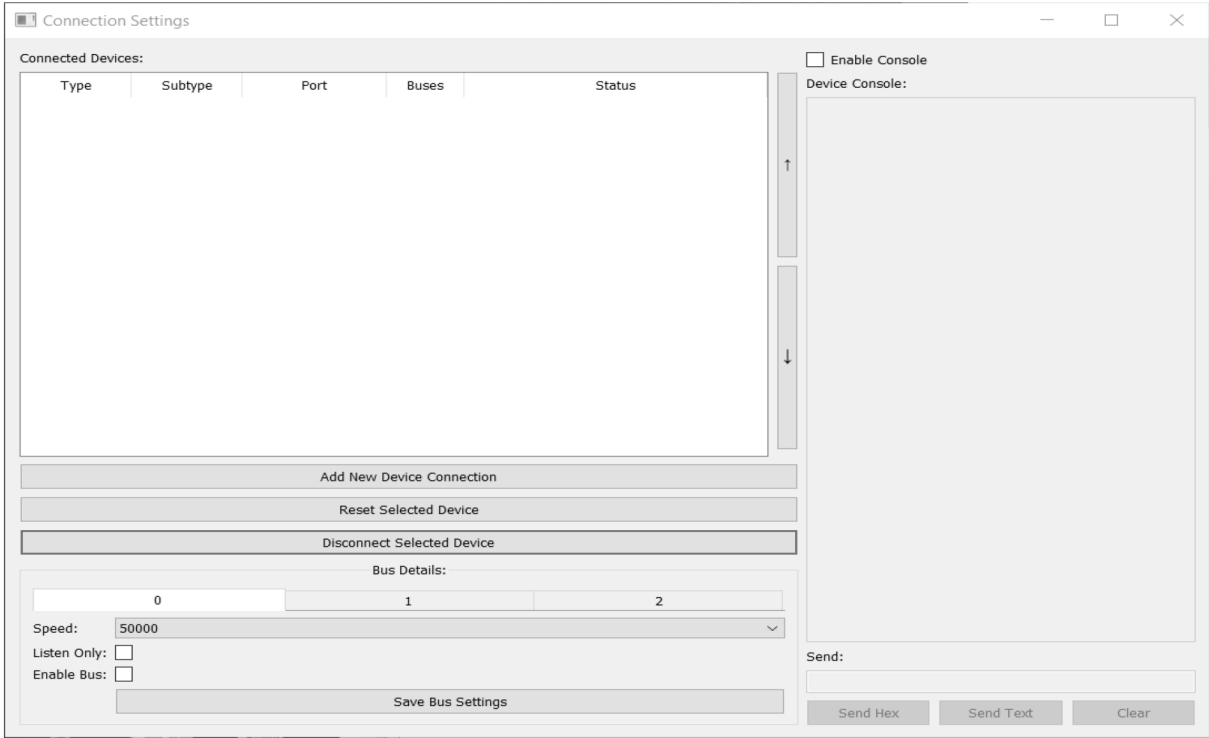 Connection Settings
Connected Devices:
Type Subtype Port Buses Status
↑
↓
Add New Device Connection
Reset Selected Device
Disconnect Selected Device
Bus Details:
0 1 2
Speed: 50000
Listen Only:
Enable Bus:
Save Bus Settings
Enable Console
Device Console:
Send:
Send Hex Send Text Clear